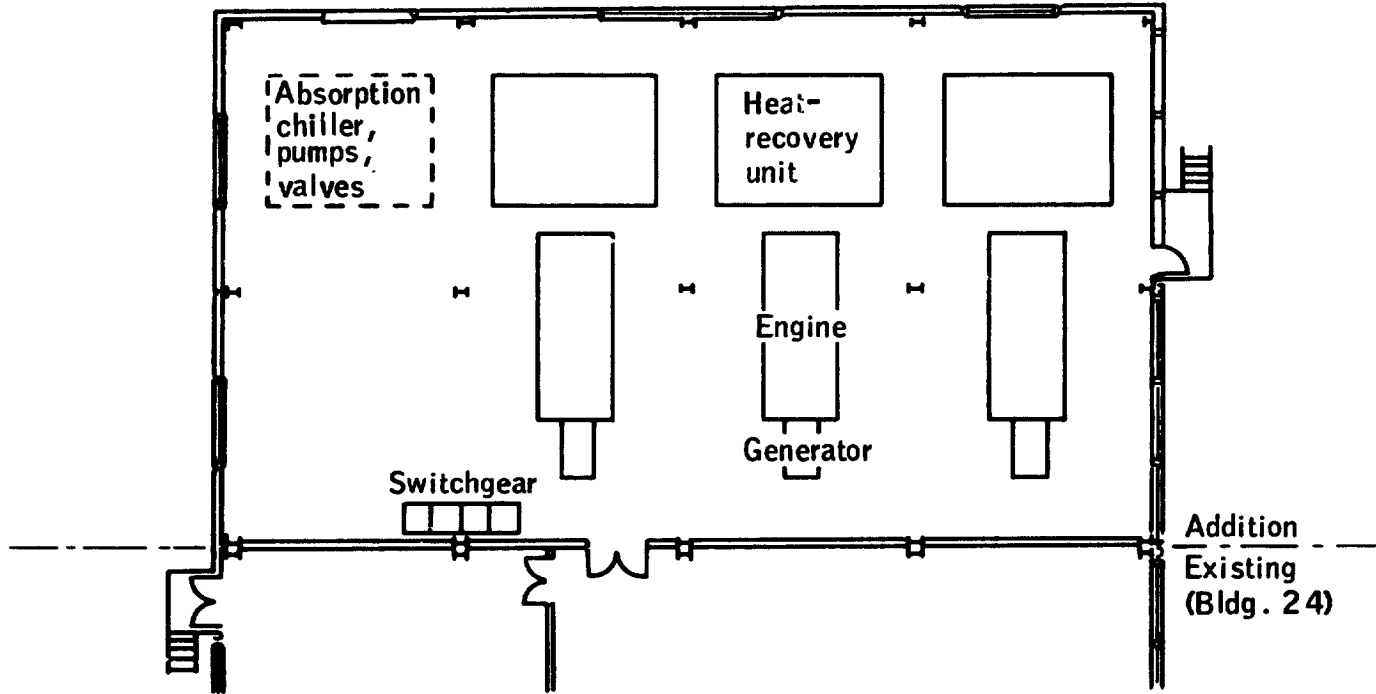 Absorption
chiller,
pumps,
valves
Heat-
recovery
unit
Engine
Generator
Switchgear
Addition
Existing
(Bldg. 24)